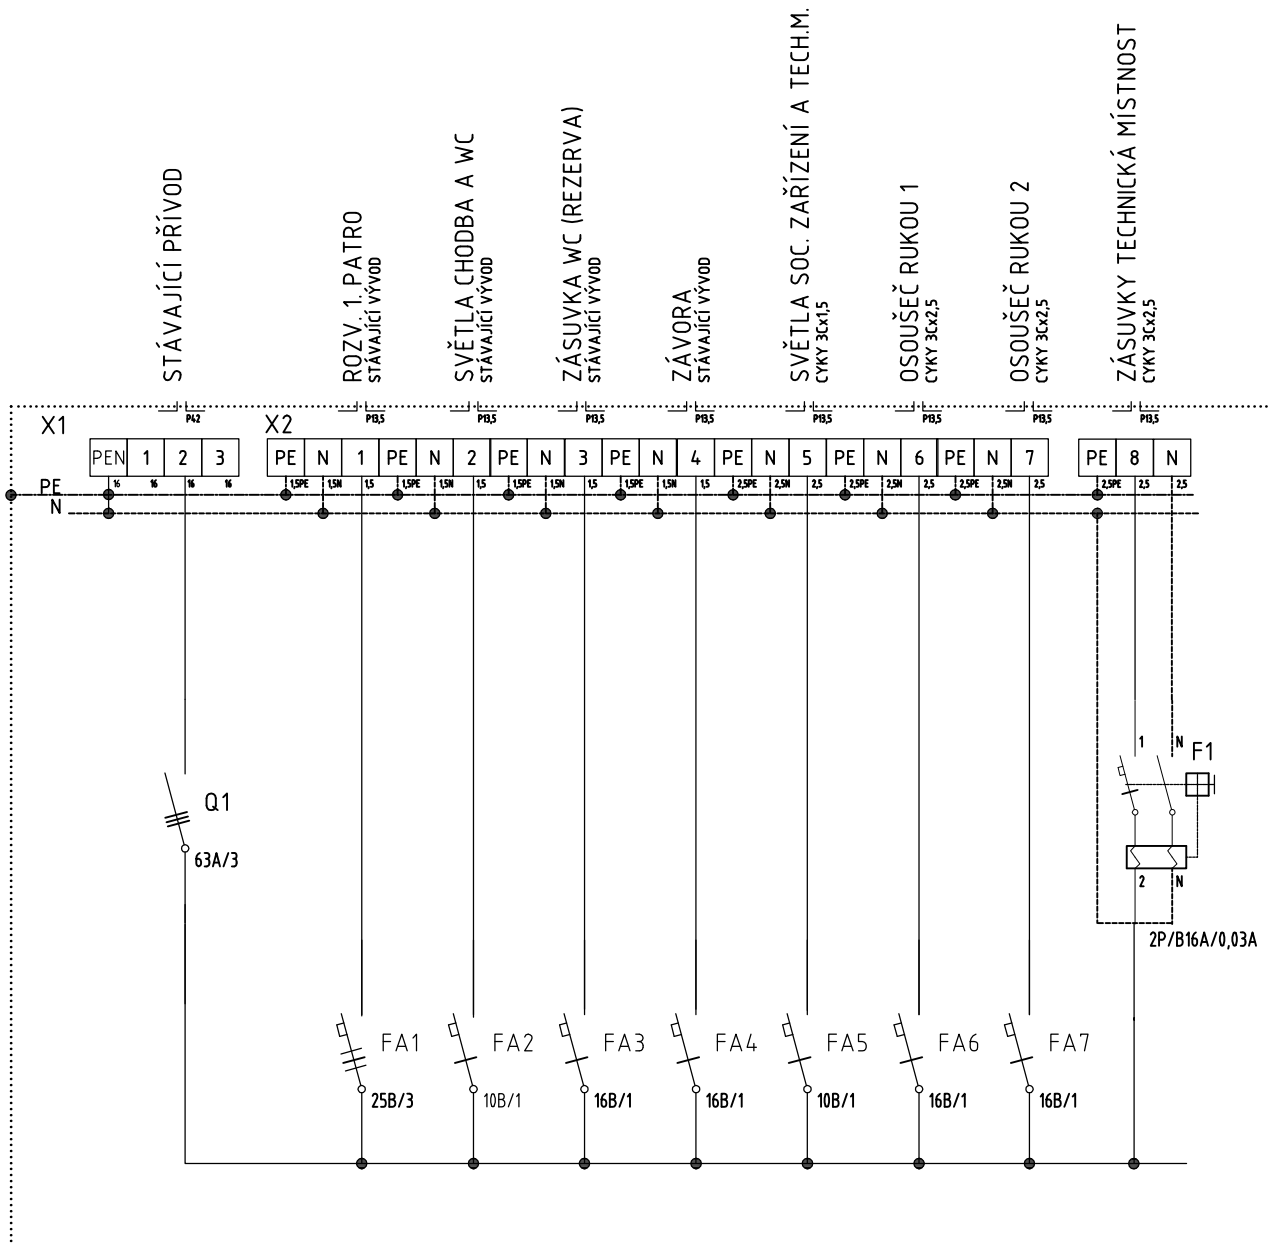 STÁVAJÍCÍ PŘÍVOD
ROZV. 1. PATRO
STÁVAJÍCÍ VÝVOD
SVĚTLA CHODBA A WC
STÁVAJÍCÍ VÝVOD
ZÁSUVKA WC (REZERVA)
STÁVAJÍCÍ VÝVOD
ZÁVORA
STÁVAJÍCÍ VÝVOD
SVĚTLA SOC. ZAŘÍZENÍ A TECH.M.
CYKY 3Cx1,5
OSOUŠEČ RUKOU 1
CYKY 3Cx2,5
OSOUŠEČ RUKOU 2
CYKY 3Cx2,5
ZÁSUVKY TECHNICKÁ MÍSTNOST
CYKY 3Cx2,5
P42 P13,5 P13,5 P13,5 P13,5 P13,5 P13,5 P13,5 P13,5
X1 X2
PEN 1 2 3 PE N 1 PE N 2 PE N 3 PE N 4 PE N 5 PE N 6 PE N 7 PE 8 N
16 16 16 16 1,5PE 1,5N 1,5 1,5PE 1,5N 1,5 1,5PE 1,5N 1,5 1,5PE 1,5N 1,5 2,5PE 2,5N 2,5 2,5PE 2,5N 2,5 2,5PE 2,5N 2,5 2,5PE 2,5 2,5
PE
N
1 N F1
Q1
63A/3
2 N
2P/B16A/0,03A
FA1 FA2 FA3 FA4 FA5 FA6 FA7
25B/3 10B/1 16B/1 16B/1 10B/1 16B/1 16B/1